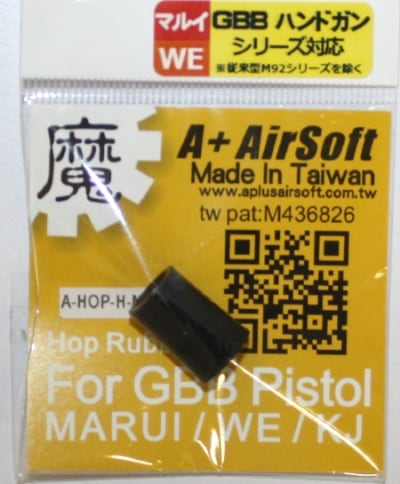 マルイ GBB ハンドガン
WE シリーズ対応
※従来型M92シリーズを除く
魔 A+ AirSoft
Made In Taiwan
www.aplusairsoft.com.tw
tw pat:M436826
A-HOP-H-
Hop
For GBB Pistol
MARUI / WE / KJ